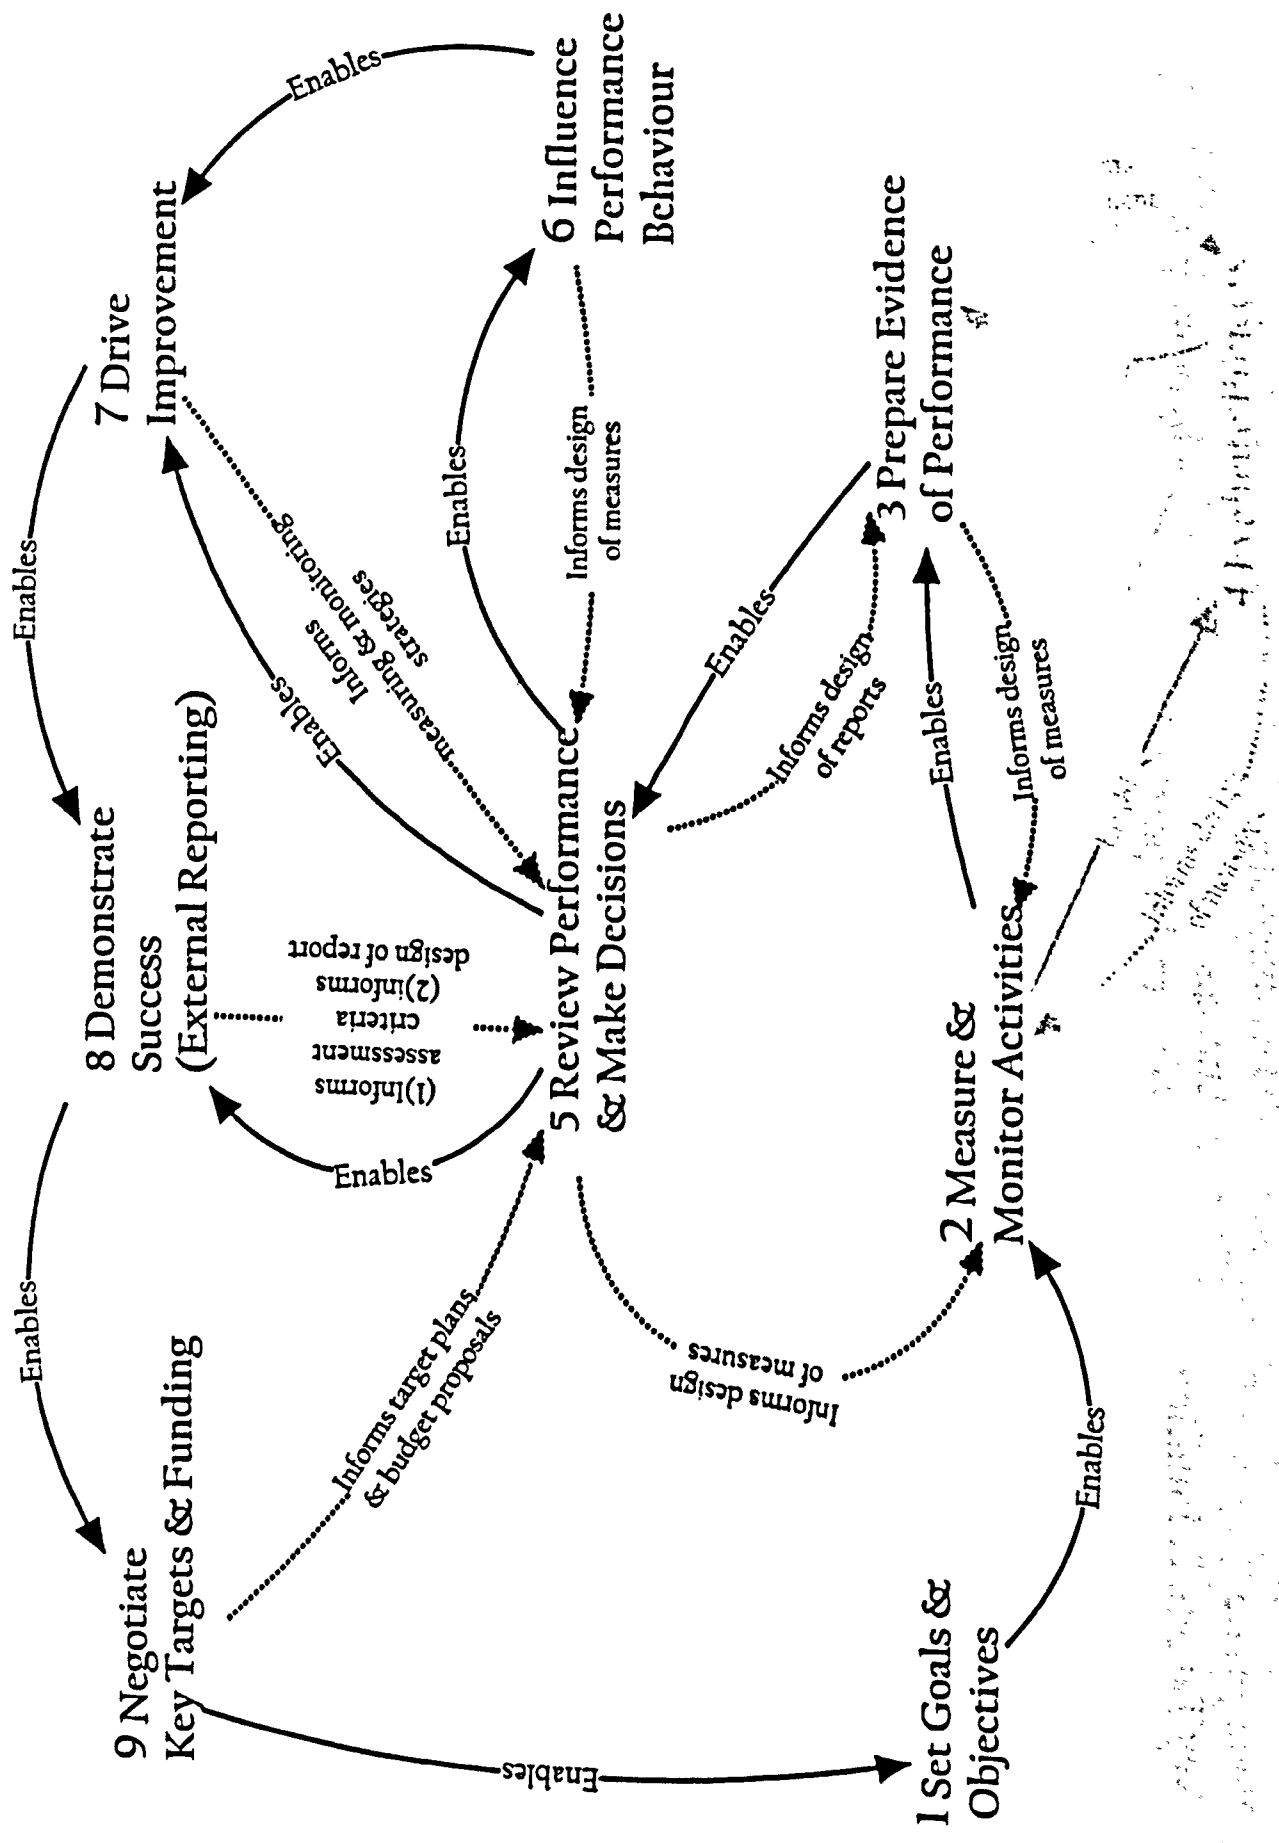 9 Negotiate
Key Targets & Funding
Enables
8 Demonstrate
Success
(External Reporting)
Enables
7 Drive
Improvement
Enables
Enables
Informs target plans
& budget proposals
Enables
(1)Informs
assessment
criteria
(2)informs
design of report
Enables
Informs
measuring & monitoring
strategies
5 Review Performance
& Make Decisions
Enables
Informs design
of measures
6 Influence
Performance
Behaviour
Informs design
of measures
Informs design
of reports
Enables
1 Set Goals &
Objectives
Enables
2 Measure &
Monitor Activities
Enables
Informs design
of measures
3 Prepare Evidence
of Performance